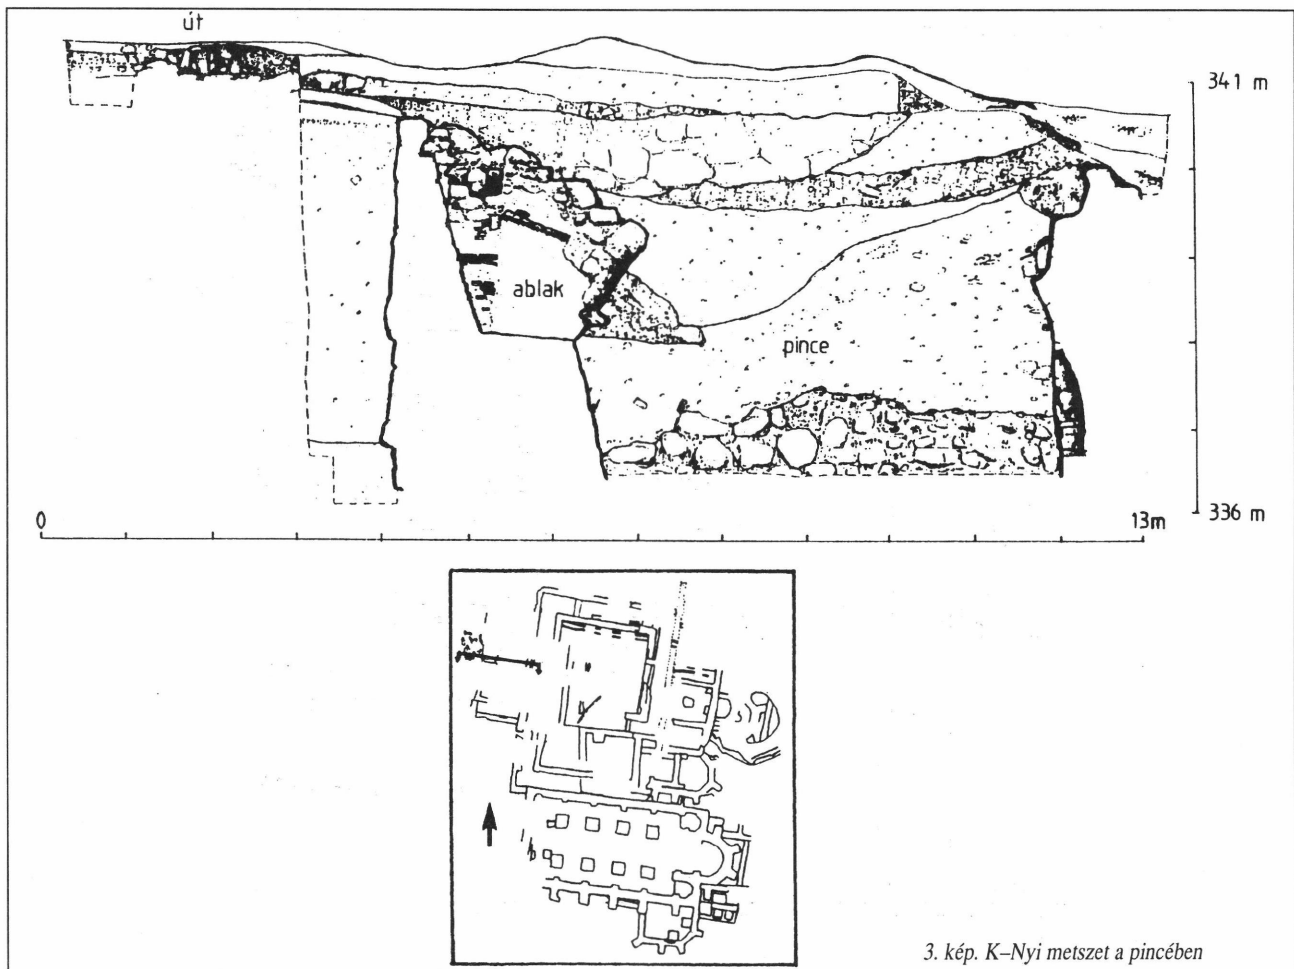 út
341 m
ablak
pince
336 m
0
13m
3. kép. K–Nyi metszet a pincében